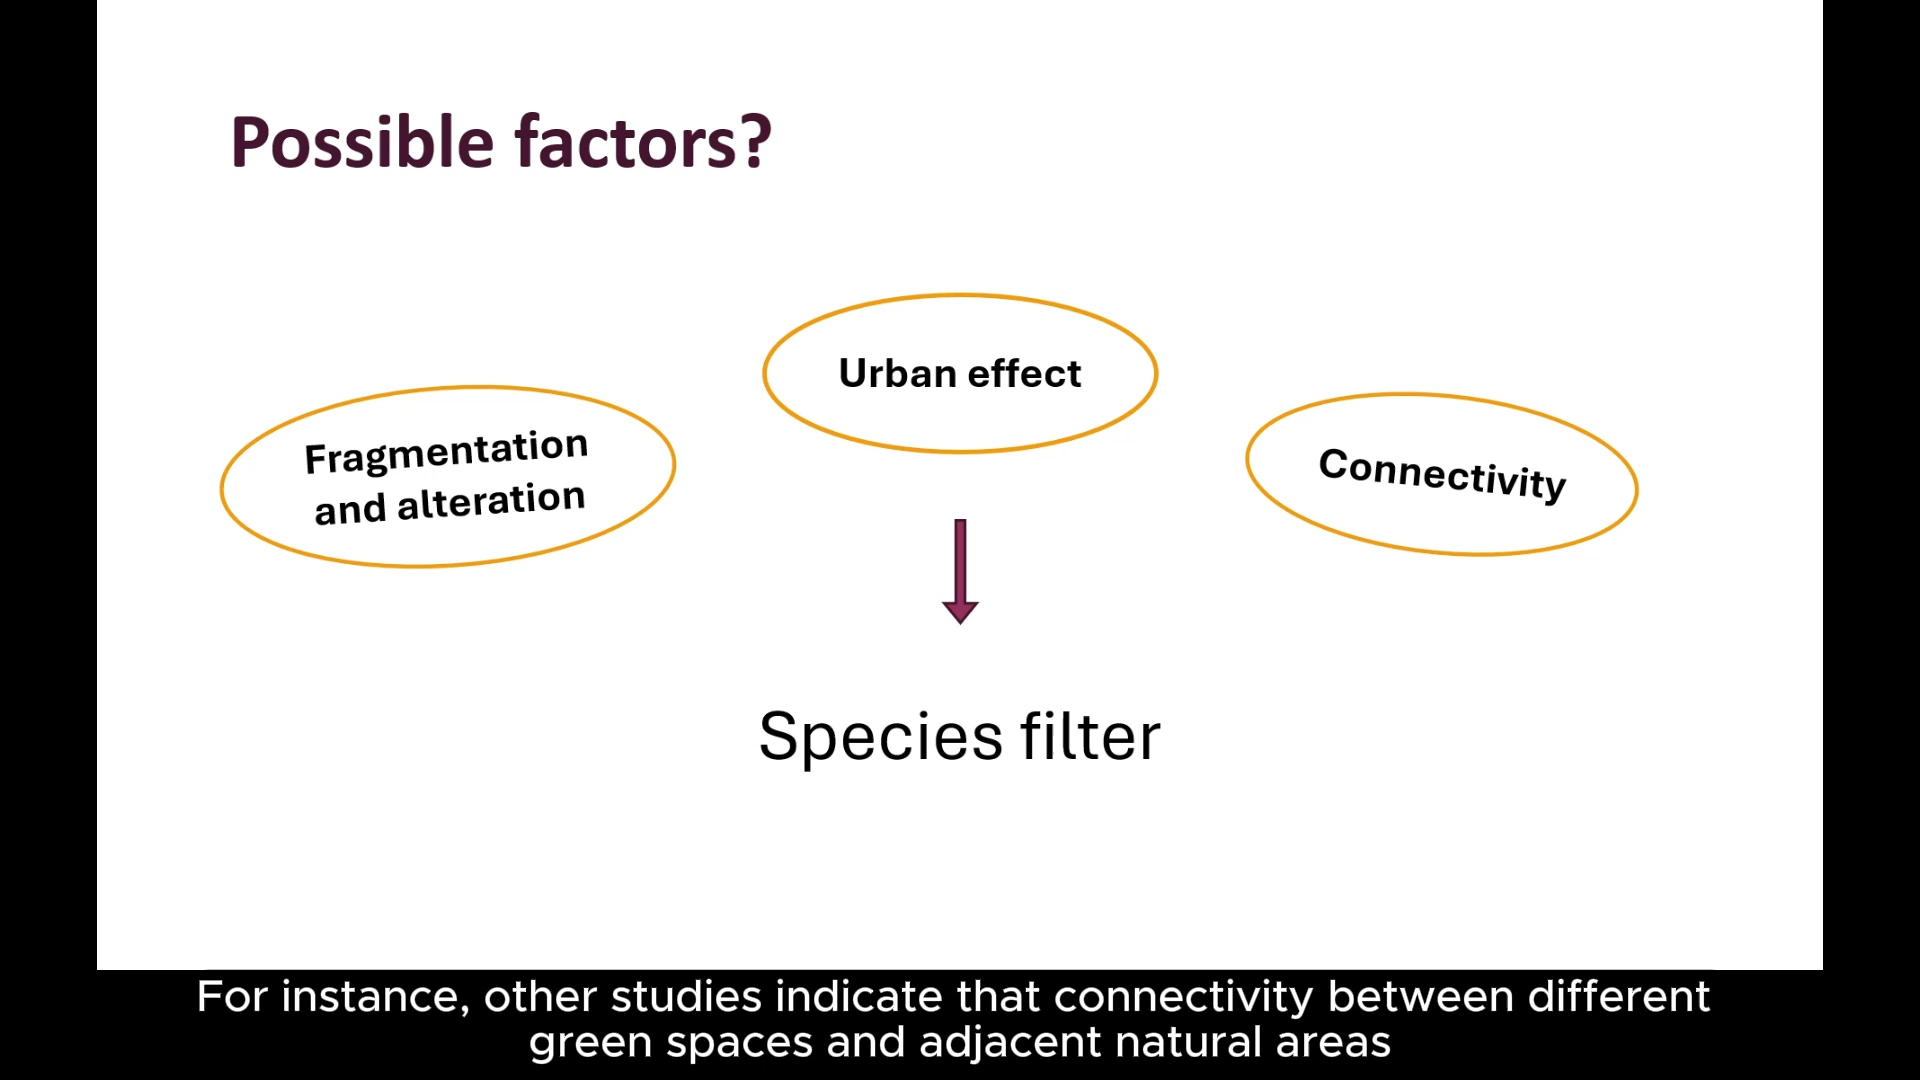 Possible factors?
Urban effect
Fragmentation
and alteration
Connectivity
Species filter
For instance, other studies indicate that connectivity between different
green spaces and adjacent natural areas